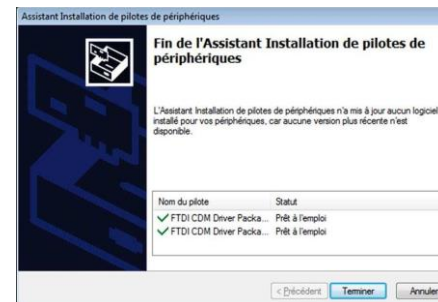 Assistant Installation de pilotes de périphériques
Fin de l'Assistant Installation de pilotes de
périphériques
L'Assistant Installation de pilotes de périphériques n'a mis à jour aucun logiciel
installé pour vos périphériques, car aucune version plus récente n'est
disponible.
Nom du pilote Statut
FTDI CDM Driver Packa... Prêt à l'emploi
FTDI CDM Driver Packa... Prêt à l'emploi
< Précédent Terminer Annuler